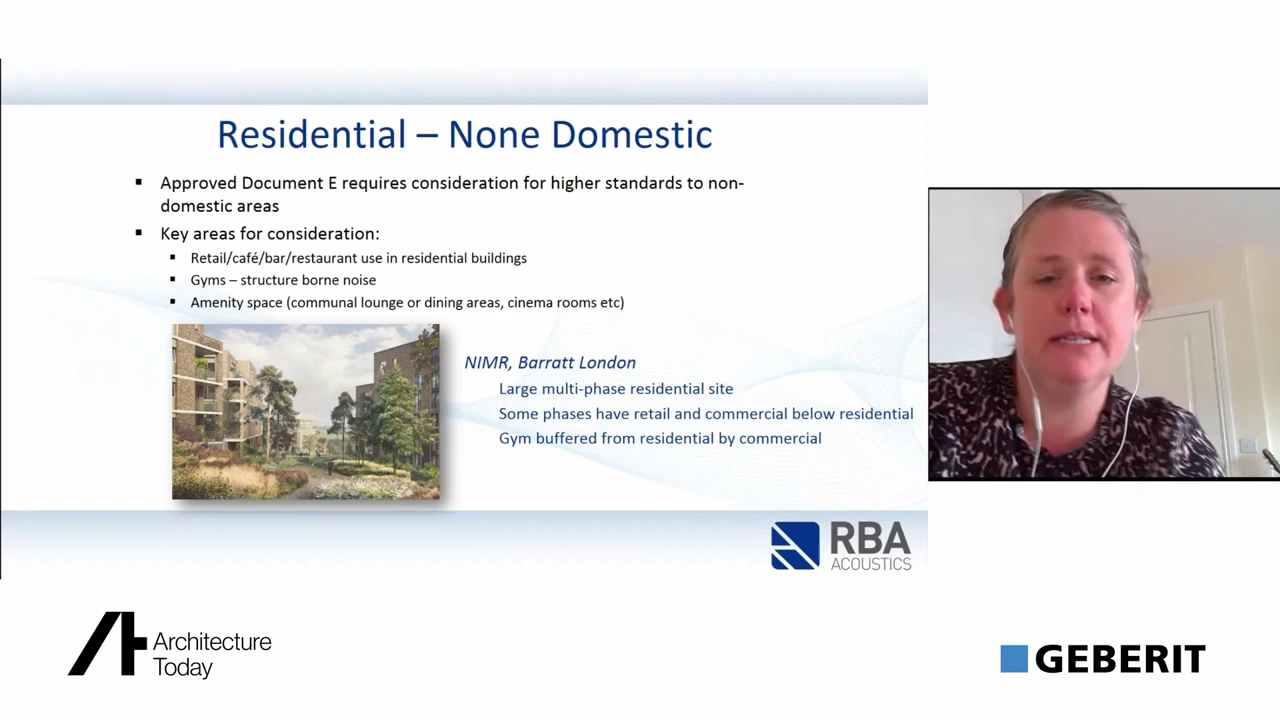 Residential – None Domestic
Approved Document E requires consideration for higher standards to non-
domestic areas
Key areas for consideration:
Retail/café/bar/restaurant use in residential buildings
Gyms – structure borne noise
Amenity space (communal lounge or dining areas, cinema rooms etc)
NIMR, Barratt London
Large multi-phase residential site
Some phases have retail and commercial below residential
Gym buffered from residential by commercial
RBA
ACOUSTICS
Architecture
Today
GEBERIT